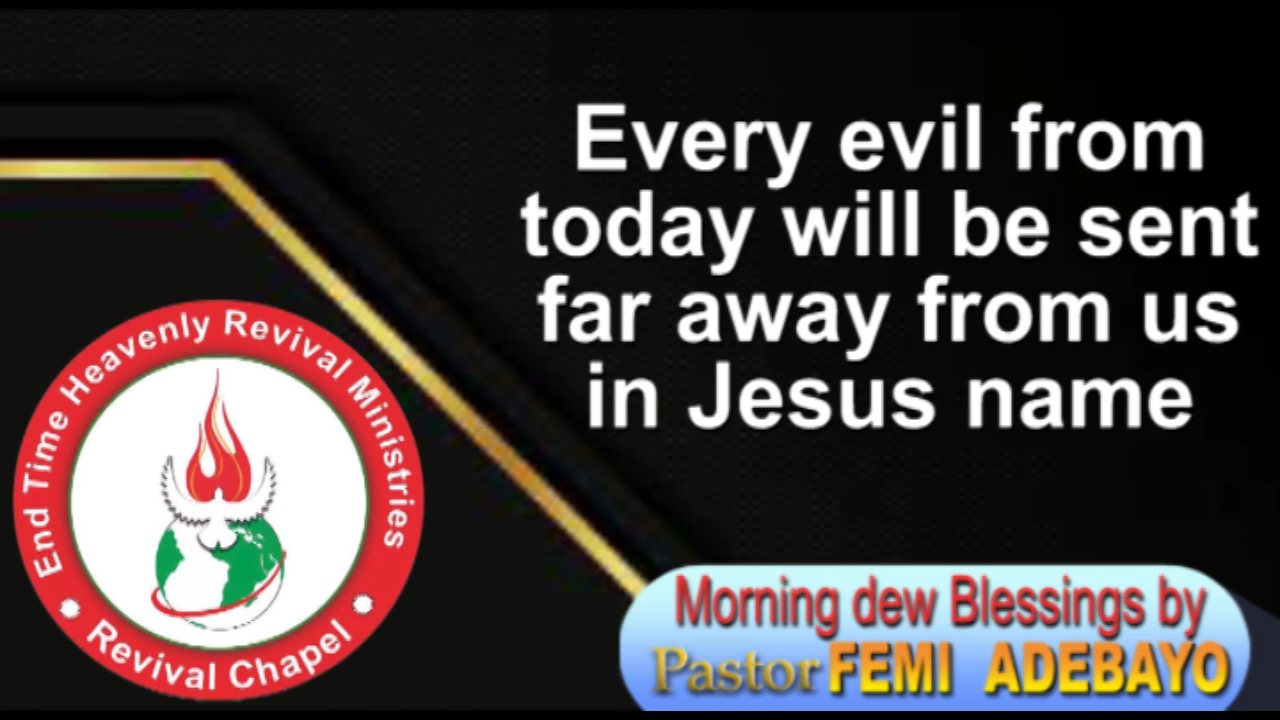 Every evil from
today will be sent
far away from us
in Jesus name
End Time Heavenly Revival Ministries
Revival Chapel
Morning dew Blessings by
Pastor FEMI ADEBAYO